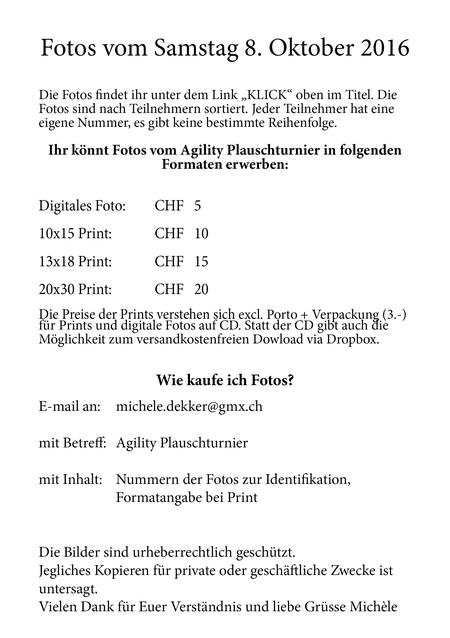 Fotos vom Samstag 8. Oktober 2016
Die Fotos findet ihr unter dem Link „KLICK“ oben im Titel. Die
Fotos sind nach Teilnehmern sortiert. Jeder Teilnehmer hat eine
eigene Nummer, es gibt keine bestimmte Reihenfolge.
Ihr könnt Fotos vom Agility Plauschturnier in folgenden
Formaten erwerben:
Digitales Foto: CHF 5
10x15 Print: CHF 10
13x18 Print: CHF 15
20x30 Print: CHF 20
Die Preise der Prints verstehen sich excl. Porto + Verpackung (3.-)
für Prints und digitale Fotos auf CD. Statt der CD gibt auch die
Möglichkeit zum versandkostenfreien Dowload via Dropbox.
Wie kaufe ich Fotos?
E-mail an: michele.dekker@gmx.ch
mit Betreff: Agility Plauschturnier
mit Inhalt: Nummern der Fotos zur Identifikation,
Formatangabe bei Print
Die Bilder sind urheberrechtlich geschützt.
Jegliches Kopieren für private oder geschäftliche Zwecke ist
untersagt.
Vielen Dank für Euer Verständnis und liebe Grüsse Michèle